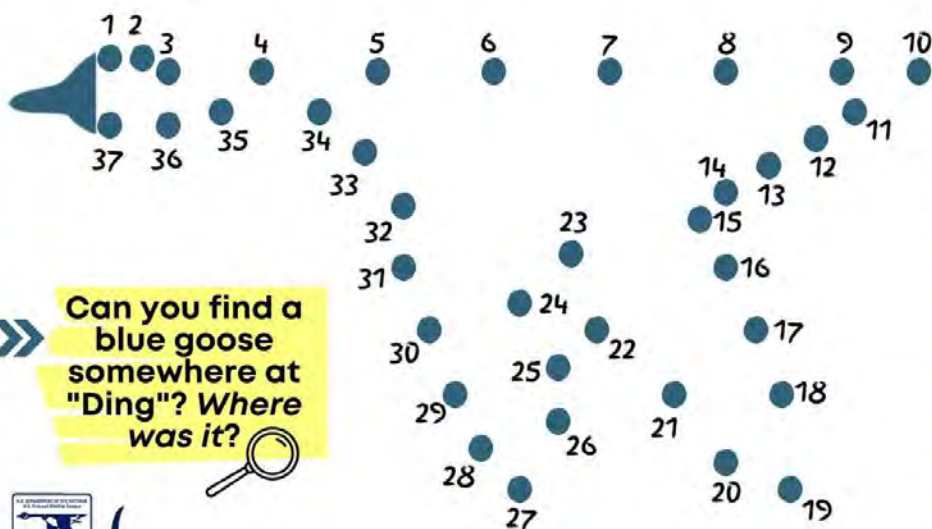 1 2 3 4 5 6 7 8 9 10
37 36 35 34 11
33 14 13 12
32 23 15
31 24 16
30 25 22 17
29 26 21 18
28 27 20 19
Can you find a
blue goose
somewhere at
"Ding"? Where
was it?